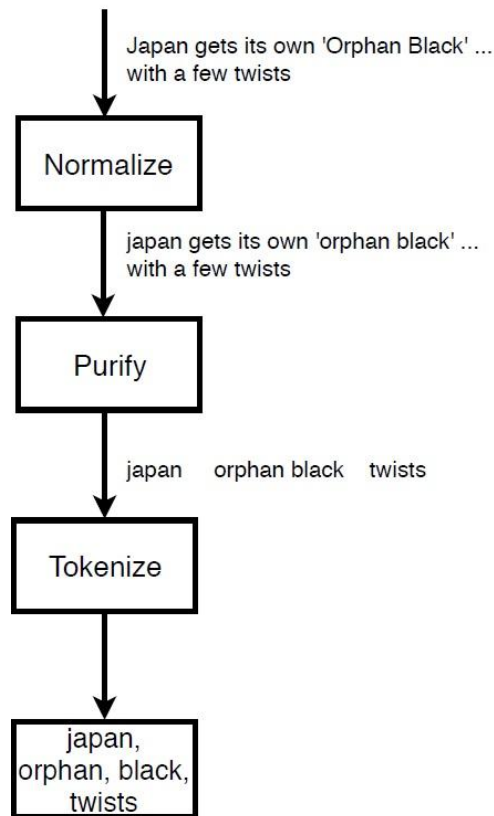 Japan gets its own 'Orphan Black' ...
with a few twists
Normalize
japan gets its own 'orphan black' ...
with a few twists
Purify
japan orphan black twists
Tokenize
japan,
orphan, black,
twists